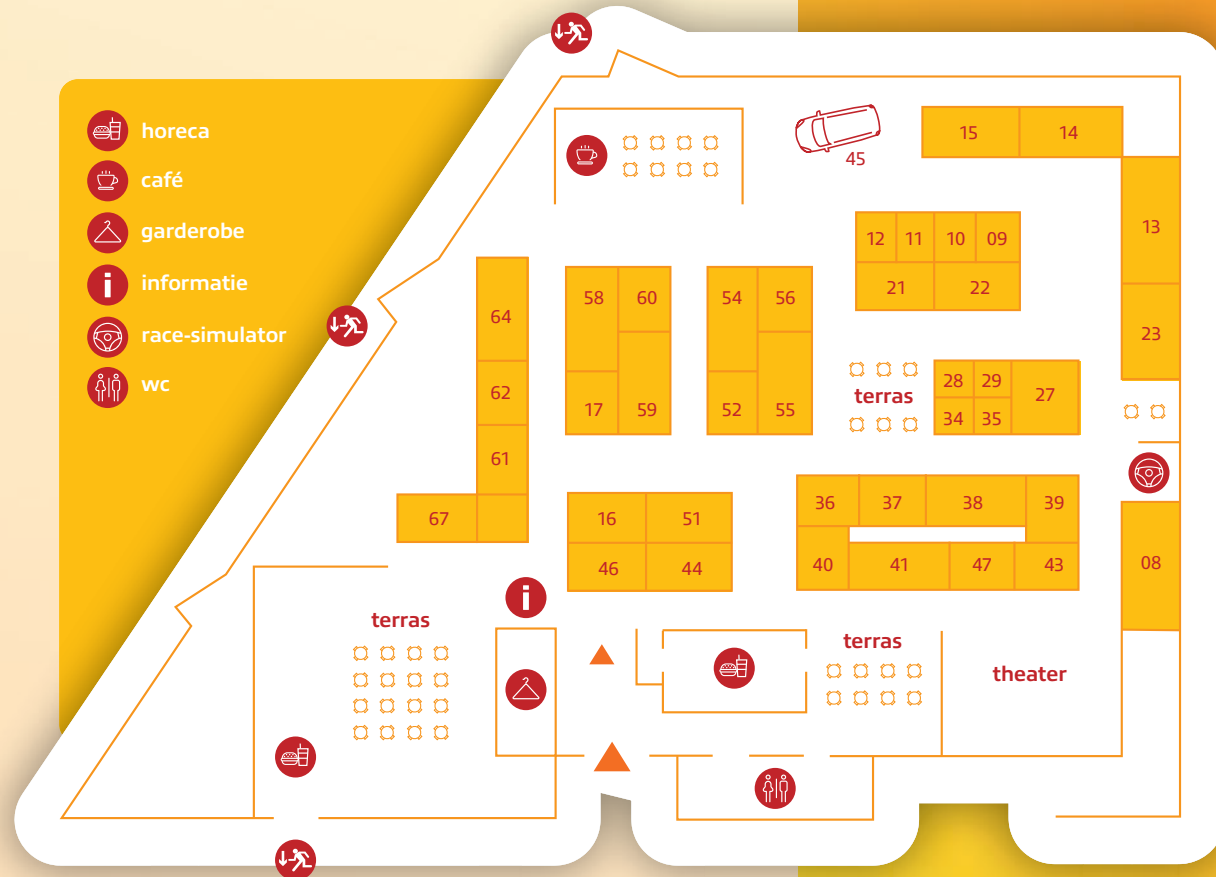 horeca
café
garderobe
i informatie
race-simulator
wc
45
15 14
13
12 11 10 09
21 22
23
64
62
61
67
58 60
17 59
54 56
52 55
terras
28 29 27
34 35
16 51
46 44
36 37 38 39
40 41 47 43
08
i
terras
terras
theater